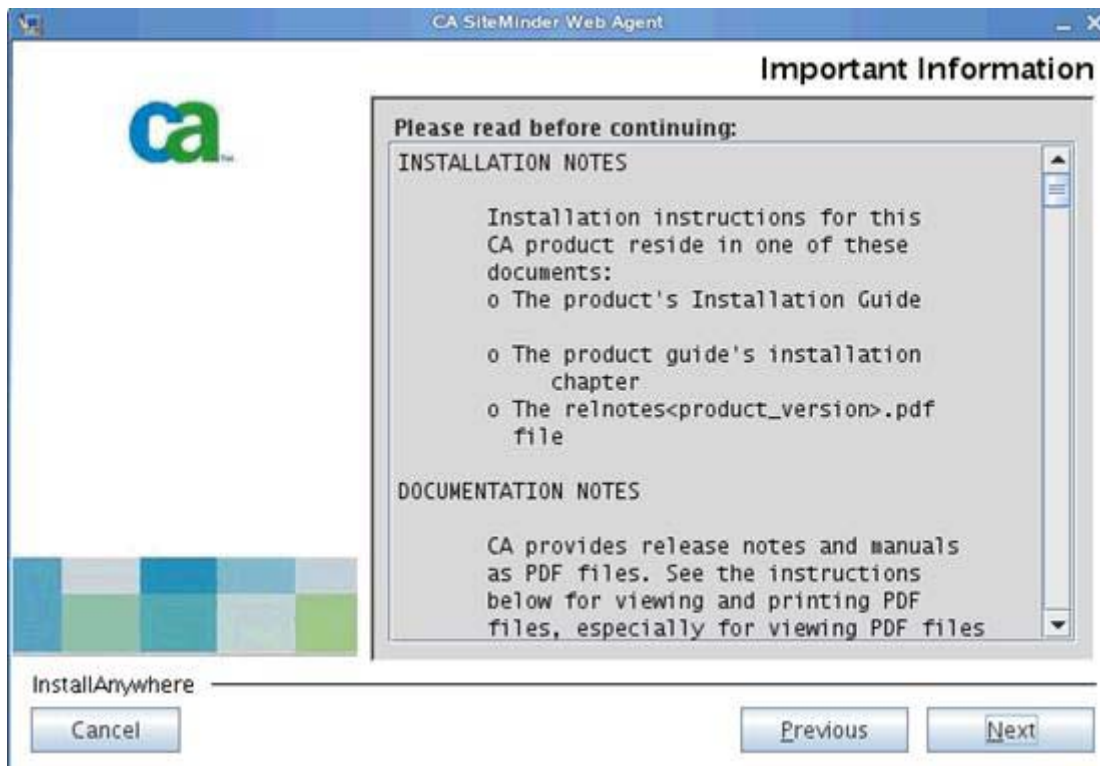 CA SiteMinder Web Agent
Important Information
ca
Please read before continuing:
INSTALLATION NOTES
Installation instructions for this
CA product reside in one of these
documents:
o The product's Installation Guide
o The product guide's installation
chapter
o The relnotes<product_version>.pdf
file
DOCUMENTATION NOTES
CA provides release notes and manuals
as PDF files. See the instructions
below for viewing and printing PDF
files, especially for viewing PDF files
InstallAnywhere
Cancel
Previous
Next